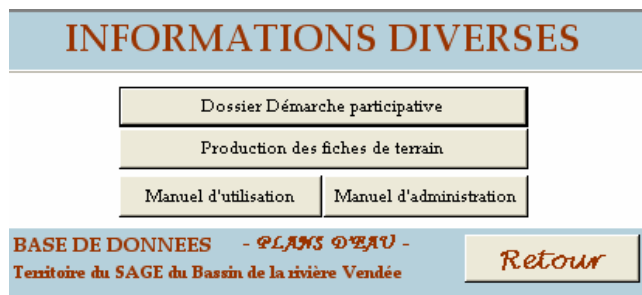 INFORMATIONS DIVERSES
Dossier Démarche participative
Production des fiches de terrain
Manuel d'utilisation Manuel d'administration
BASE DE DONNEES - PLANS D'EAU -
Territoire du SAGE du Bassin de la rivière Vendée
Retour